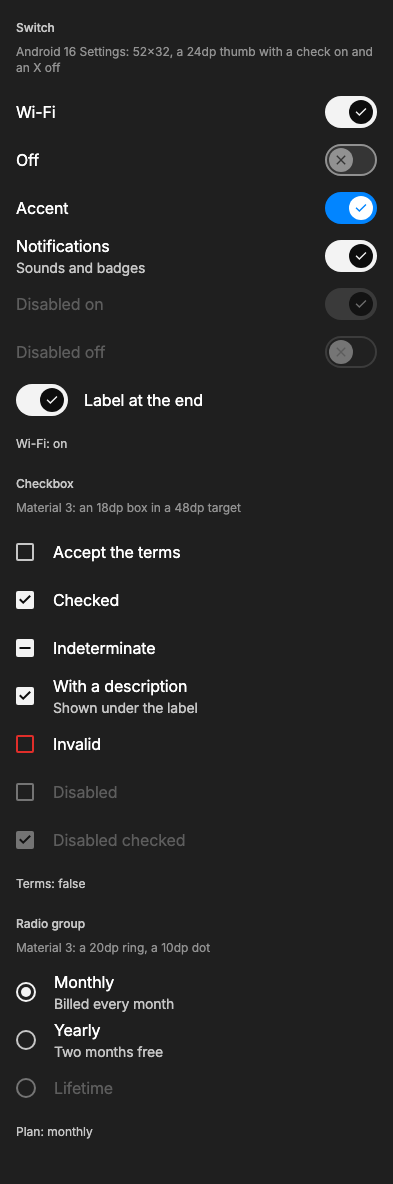 Switch
Android 16 Settings: 52×32, a 24dp thumb with a check on and
an X off
Wi-Fi
Off
Accent
Notifications
Sounds and badges
Disabled on
Disabled off
Label at the end
Wi-Fi: on
Checkbox
Material 3: an 18dp box in a 48dp target
Accept the terms
Checked
Indeterminate
With a description
Shown under the label
Invalid
Disabled
Disabled checked
Terms: false
Radio group
Material 3: a 20dp ring, a 10dp dot
Monthly
Billed every month
Yearly
Two months free
Lifetime
Plan: monthly